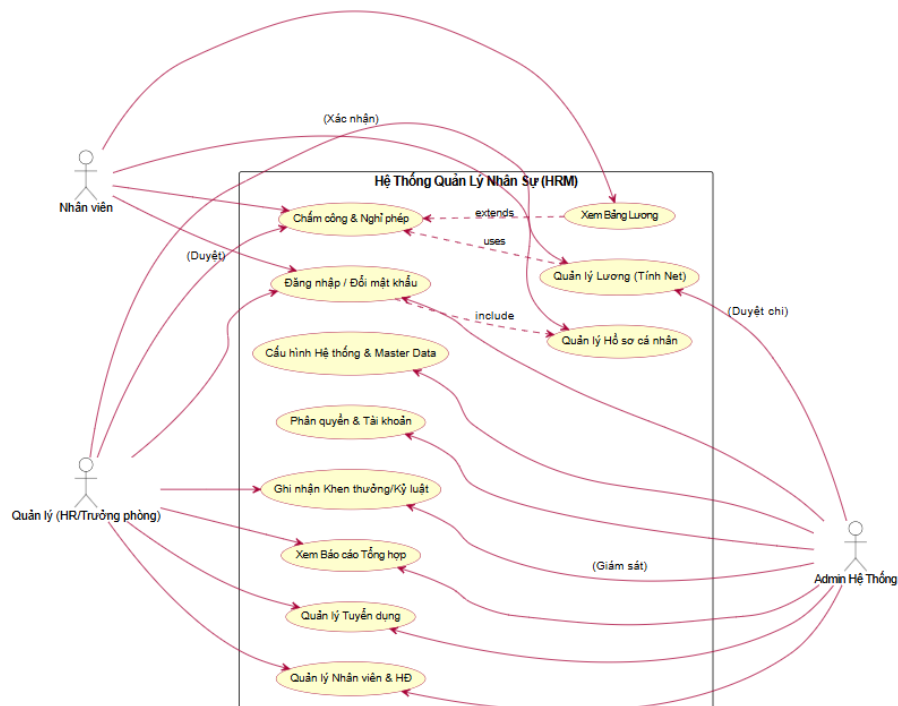 (Xác nhận)
Nhân viên
Hệ Thống Quản Lý Nhân Sự (HRM)
Chấm công & Nghỉ phép
extends
Xem Bảng Lương
uses
(Duyệt)
Quản lý Lương (Tính Net)
Đăng nhập / Đổi mật khẩu
(Duyệt chi)
include
Quản lý Hồ sơ cá nhân
Cấu hình Hệ thống & Master Data
Phân quyền & Tài khoản
Ghi nhận Khen thưởng/Kỷ luật
Quản lý (HR/Trưởng phòng)
Xem Báo cáo Tổng hợp
(Giám sát)
Admin Hệ Thống
Quản lý Tuyển dụng
Quản lý Nhân viên & HĐ